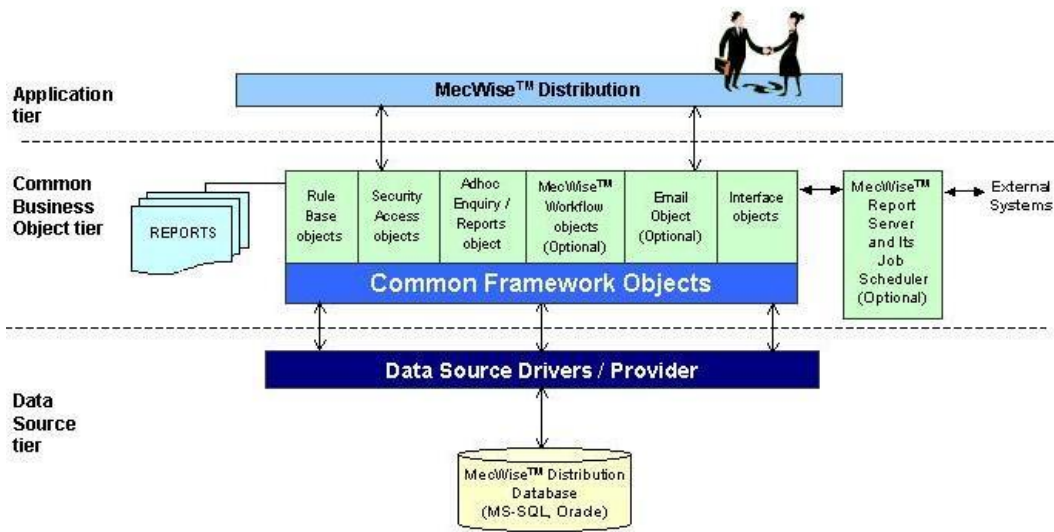 MecWise™ Distribution
Application
tier
Common
Business
Object tier
REPORTS
Rule
Base
objects
Security
Access
objects
Adhoc
Enquiry /
Reports
object
MecWise™
Workflow
objects
(Optional)
Email
Object
(Optional)
Interface
objects
MecWise™
Report
Server
and Its
Job
Scheduler
(Optional)
External
Systems
Common Framework Objects
Data Source Drivers / Provider
Data
Source
tier
MecWise™ Distribution
Database
(MS-SQL, Oracle)